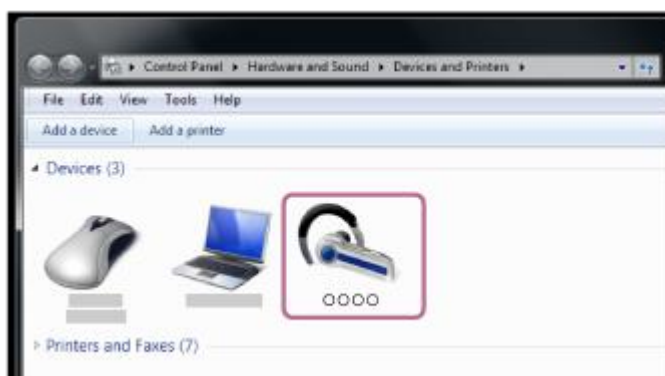 Control Panel ▸ Hardware and Sound ▸ Devices and Printers ▸
File Edit View Tools Help
Add a device Add a printer
Devices (3)
○○○○
Printers and Faxes (7)